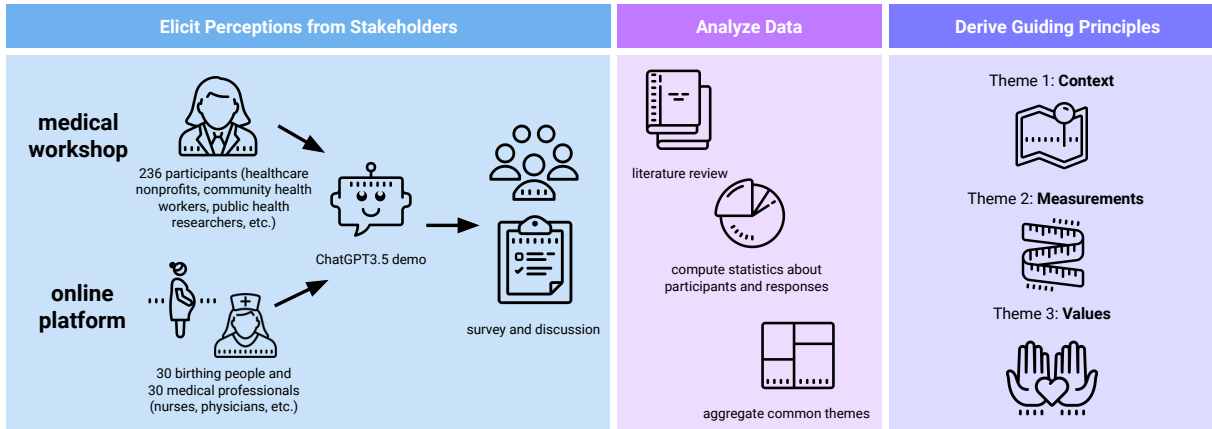 Elicit Perceptions from Stakeholders
medical
workshop
236 participants (healthcare
nonprofits, community health
workers, public health
researchers, etc.)
online
platform
30 birthing people and
30 medical professionals
(nurses, physicians, etc.)
ChatGPT3.5 demo
survey and discussion
Analyze Data
literature review
compute statistics about
participants and responses
aggregate common themes
Derive Guiding Principles
Theme 1: Context
Theme 2: Measurements
Theme 3: Values